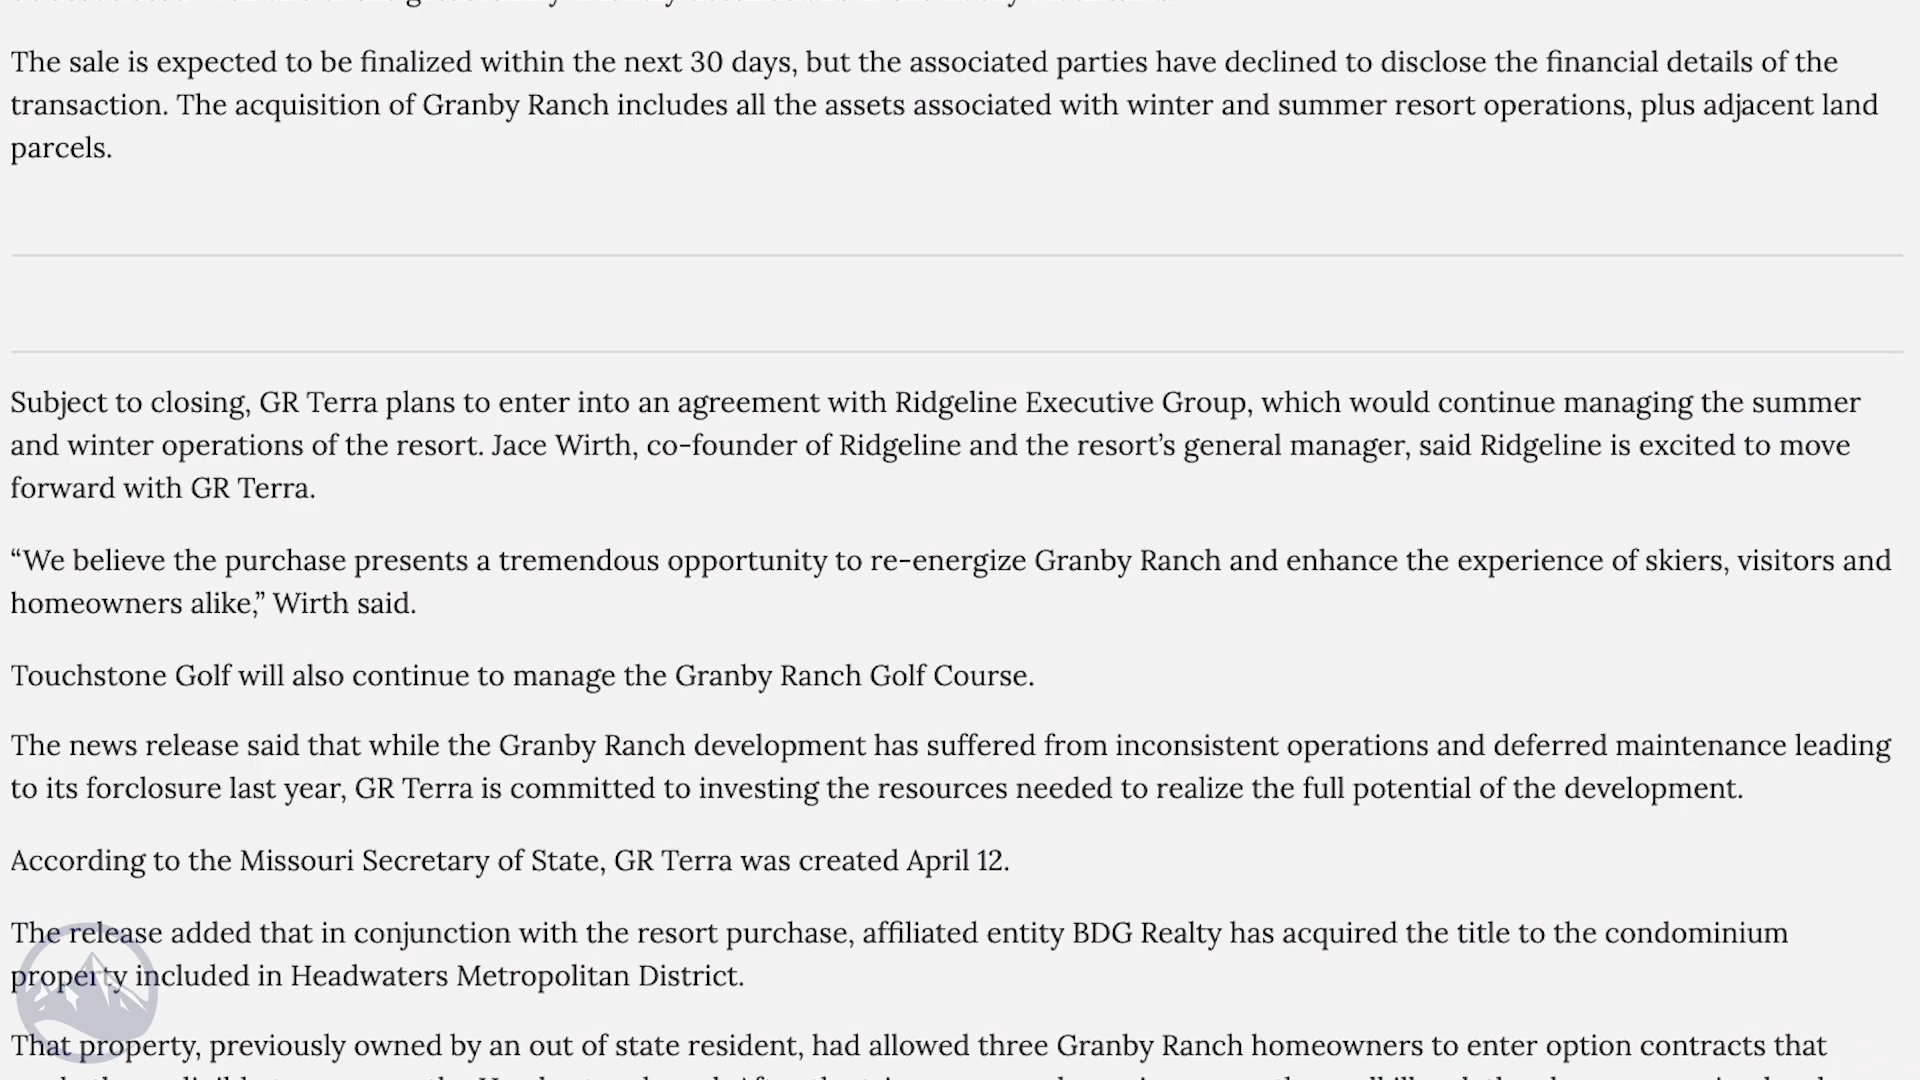 The sale is expected to be finalized within the next 30 days, but the associated parties have declined to disclose the financial details of the
transaction. The acquisition of Granby Ranch includes all the assets associated with winter and summer resort operations, plus adjacent land
parcels.
Subject to closing, GR Terra plans to enter into an agreement with Ridgeline Executive Group, which would continue managing the summer
and winter operations of the resort. Jace Wirth, co-founder of Ridgeline and the resort’s general manager, said Ridgeline is excited to move
forward with GR Terra.
“We believe the purchase presents a tremendous opportunity to re-energize Granby Ranch and enhance the experience of skiers, visitors and
homeowners alike,” Wirth said.
Touchstone Golf will also continue to manage the Granby Ranch Golf Course.
The news release said that while the Granby Ranch development has suffered from inconsistent operations and deferred maintenance leading
to its forclosure last year, GR Terra is committed to investing the resources needed to realize the full potential of the development.
According to the Missouri Secretary of State, GR Terra was created April 12.
The release added that in conjunction with the resort purchase, affiliated entity BDG Realty has acquired the title to the condominium
property included in Headwaters Metropolitan District.
That property, previously owned by an out of state resident, had allowed three Granby Ranch homeowners to enter option contracts that